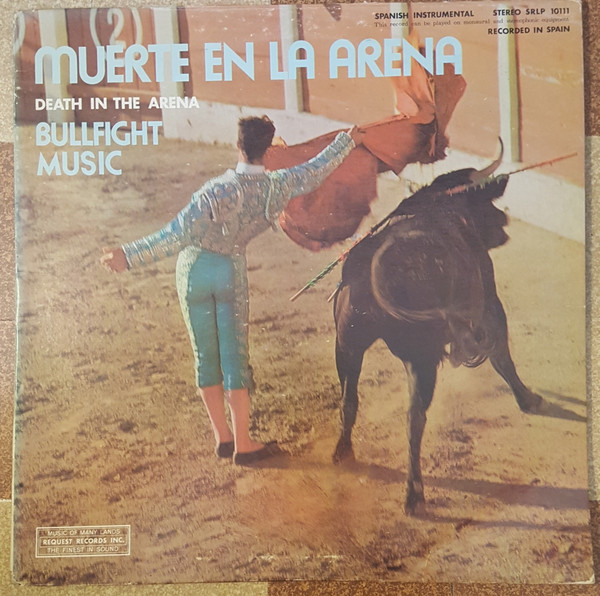 SPANISH INSTRUMENTAL STEREO SRLP 10111
This record can be played on monaural and stereophonic equipment.
RECORDED IN SPAIN
MUERTE EN LA ARENA
DEATH IN THE ARENA
BULLFIGHT
MUSIC
(2)
MUSIC OF MANY LANDS
REQUEST RECORDS INC.
THE FINEST IN SOUND